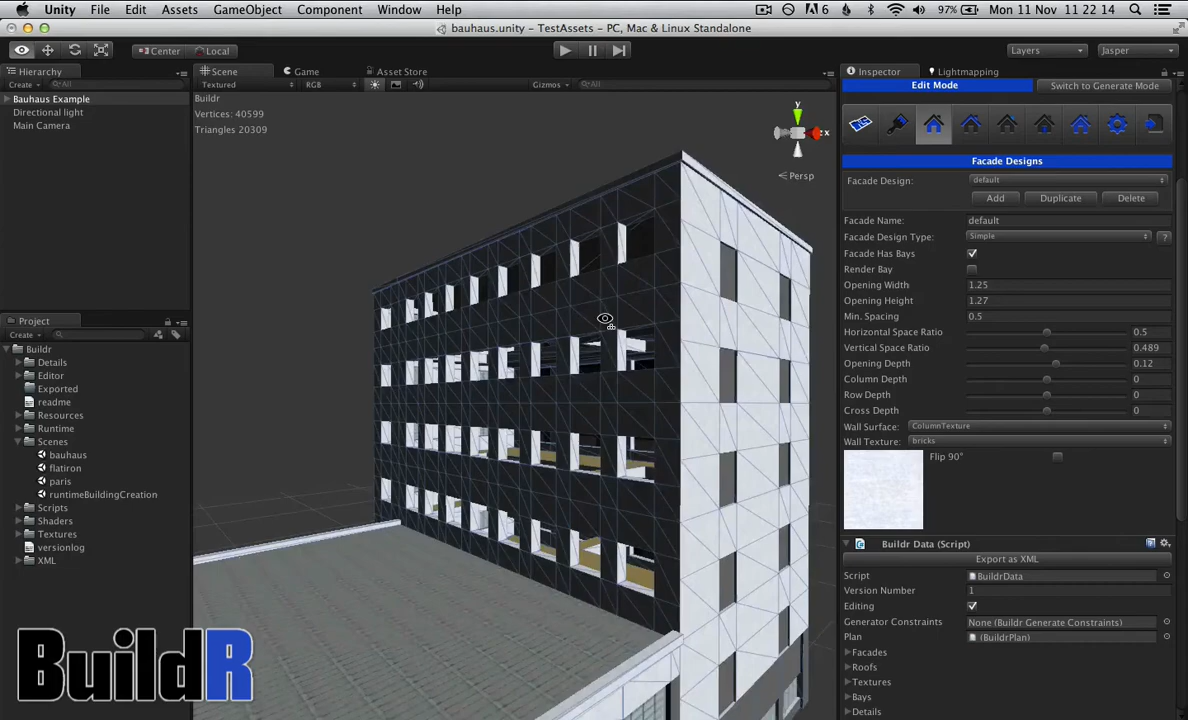 Unity File Edit Assets GameObject Component Window Help 6 97% Mon 11 Nov 11 22 14
bauhaus.unity - TestAssets - PC, Mac & Linux Standalone
Center Local Layers Jasper
Hierarchy
Create All
Bauhaus Example
Directional light
Main Camera
Project
Create
Buildr
Details
Editor
Exported
readme
Resources
Runtime
Scenes
bauhaus
flatiron
paris
runtimeBuildingCreation
Scripts
Shaders
Textures
versionlog
XML
Scene Game Asset Store
Textured RGB Gizmos All
Buildr
Vertices: 40599
Triangles 20309
y
x
Persp
BuildR
Inspector Lightmapping
Edit Mode Switch to Generate Mode
Facade Designs
Facade Design: default
Add Duplicate Delete
Facade Name: default
Facade Design Type: Simple ?
Facade Has Bays
Render Bay
Opening Width 1.25
Opening Height 1.27
Min. Spacing 0.5
Horizontal Space Ratio 0.5
Vertical Space Ratio 0.489
Opening Depth 0.12
Column Depth 0
Row Depth 0
Cross Depth 0
Wall Surface: ColumnTexture
Wall Texture: bricks
Flip 90°
Buildr Data (Script)
Export as XML
Script BuildrData
Version Number 1
Editing
Generator Constraints None (Buildr Generate Constraints)
Plan (BuildrPlan)
Facades
Roofs
Textures
Bays
Details